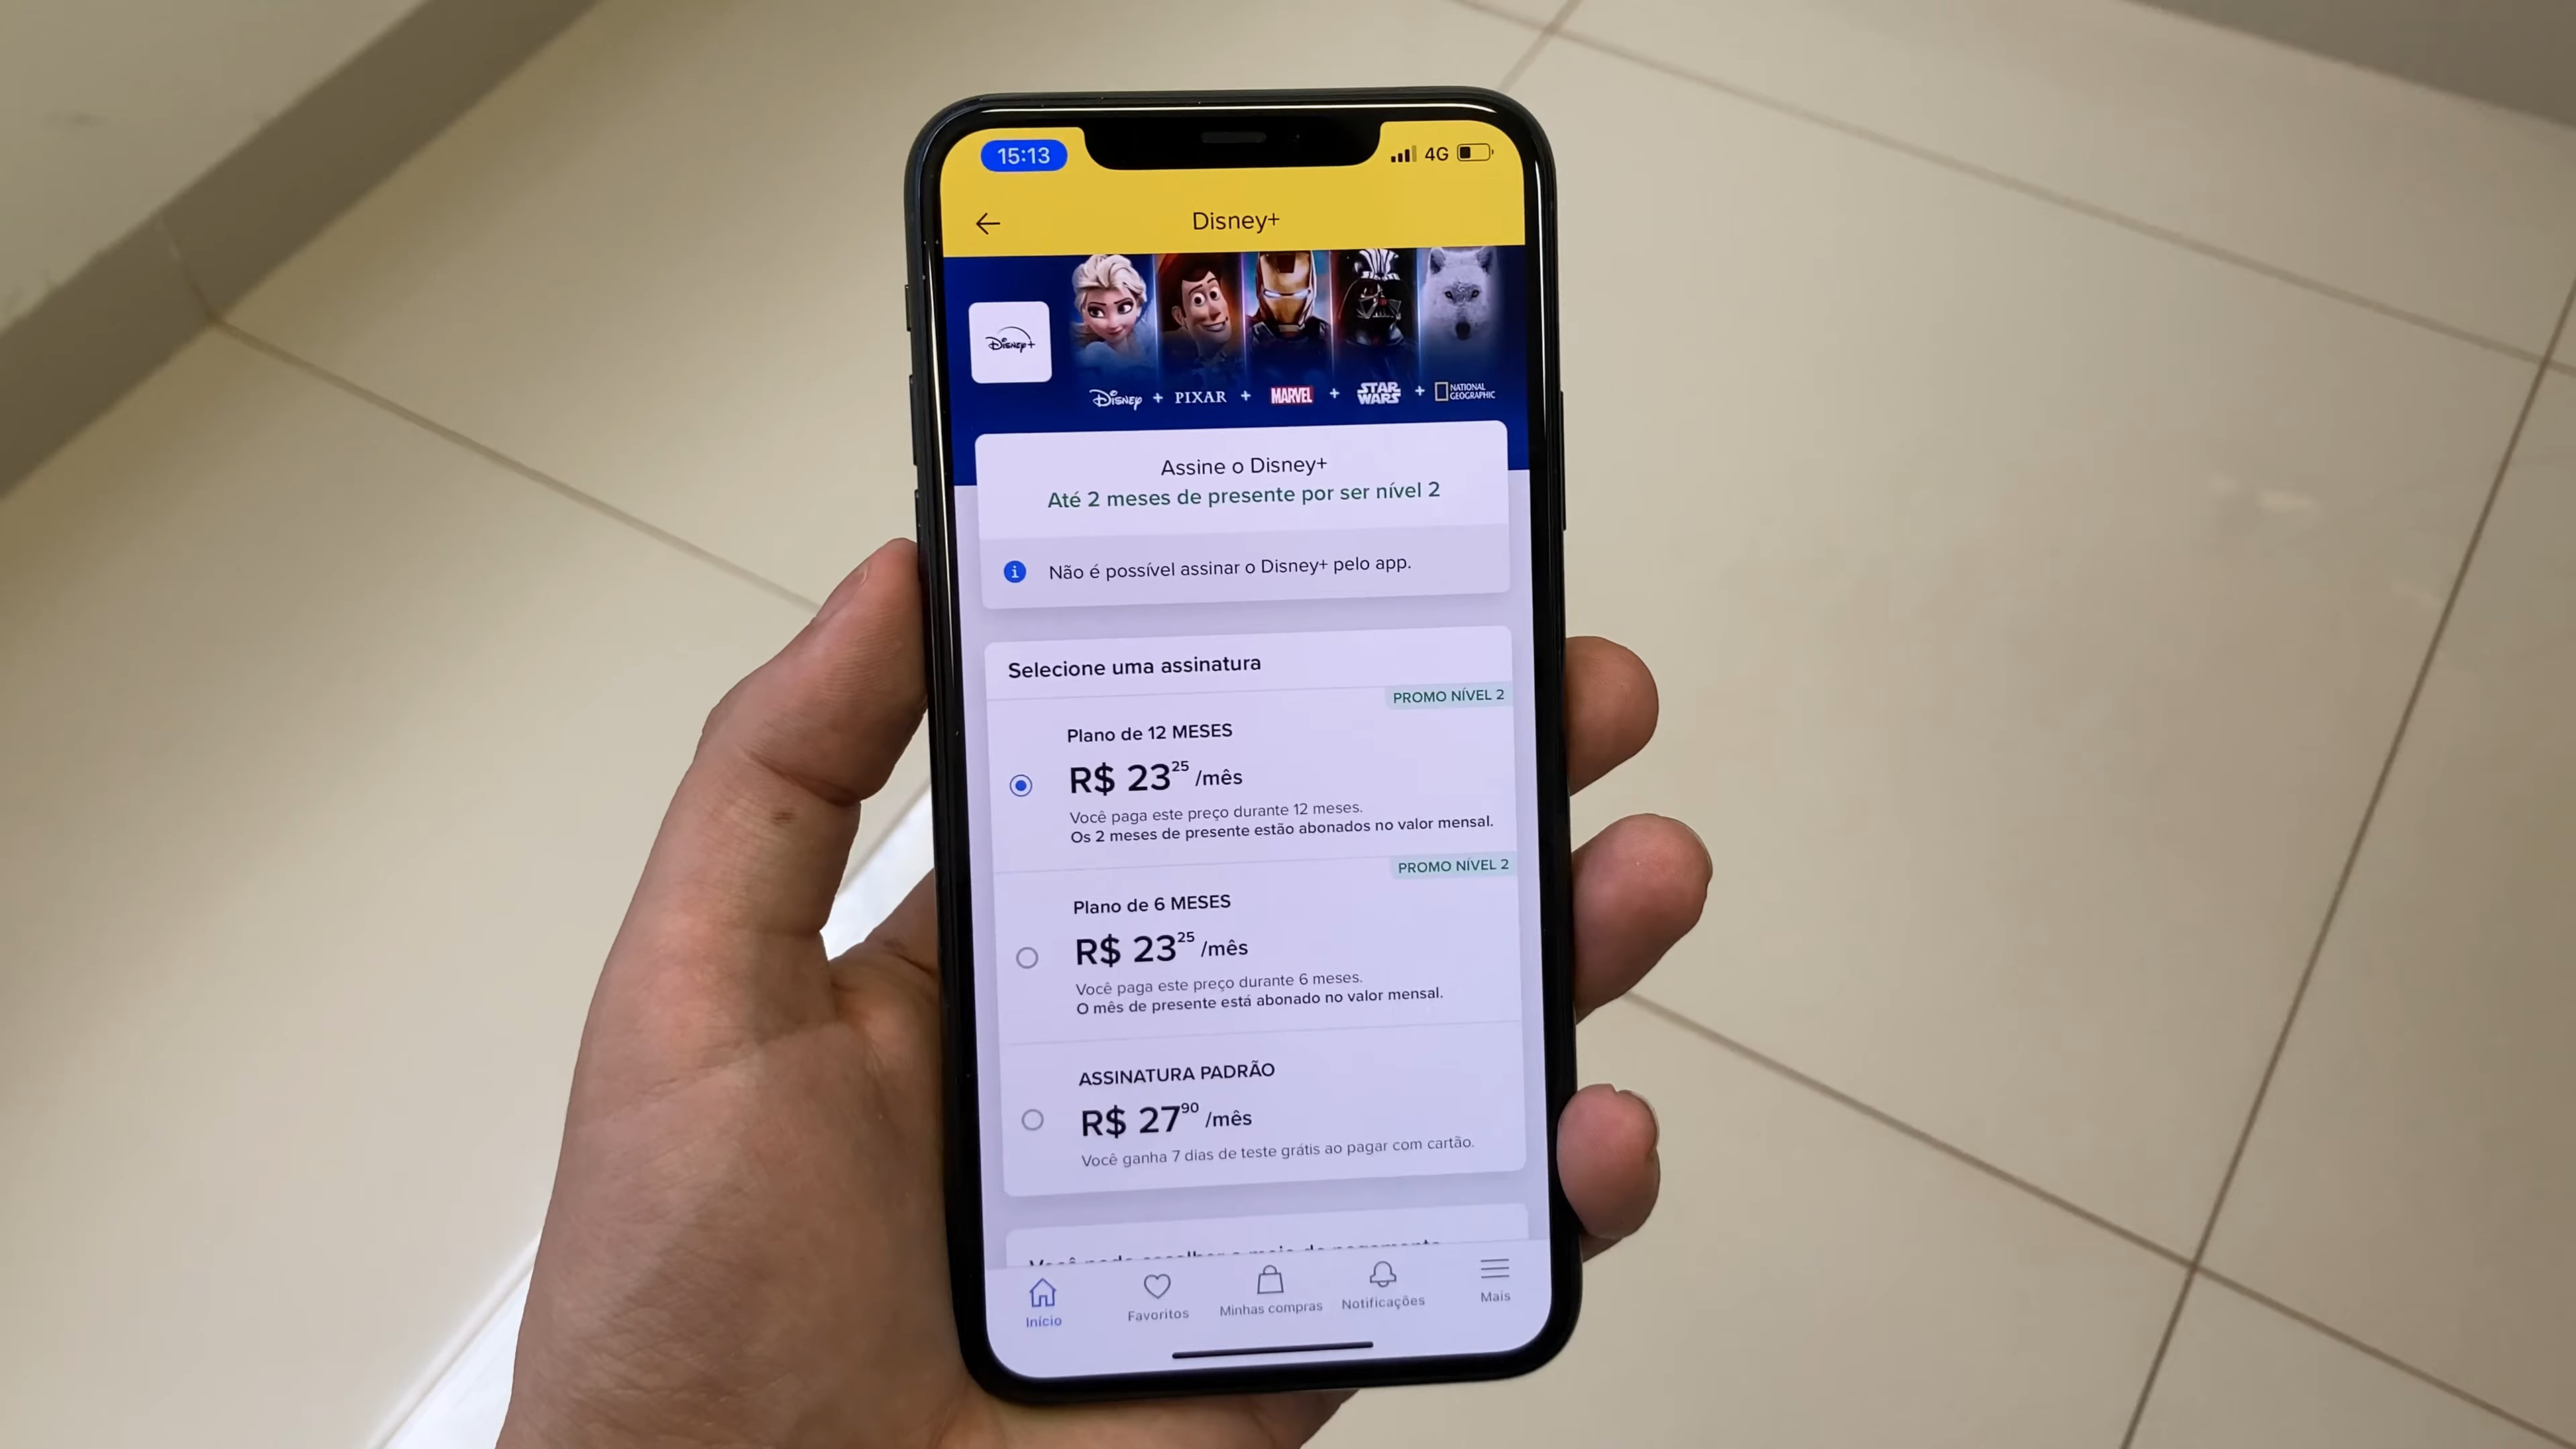 15:13
4G
Disney+
Disney+
Disney + PIXAR + MARVEL + STAR WARS + NATIONAL GEOGRAPHIC
Assine o Disney+
Até 2 meses de presente por ser nível 2
Não é possível assinar o Disney+ pelo app.
Selecione uma assinatura
PROMO NÍVEL 2
Plano de 12 MESES
R$ 23 25 /mês
Você paga este preço durante 12 meses.
Os 2 meses de presente estão abonados no valor mensal.
PROMO NÍVEL 2
Plano de 6 MESES
R$ 23 25 /mês
Você paga este preço durante 6 meses.
O mês de presente está abonado no valor mensal.
ASSINATURA PADRÃO
R$ 27 90 /mês
Você ganha 7 dias de teste grátis ao pagar com cartão.
Início
Favoritos
Minhas compras
Notificações
Mais